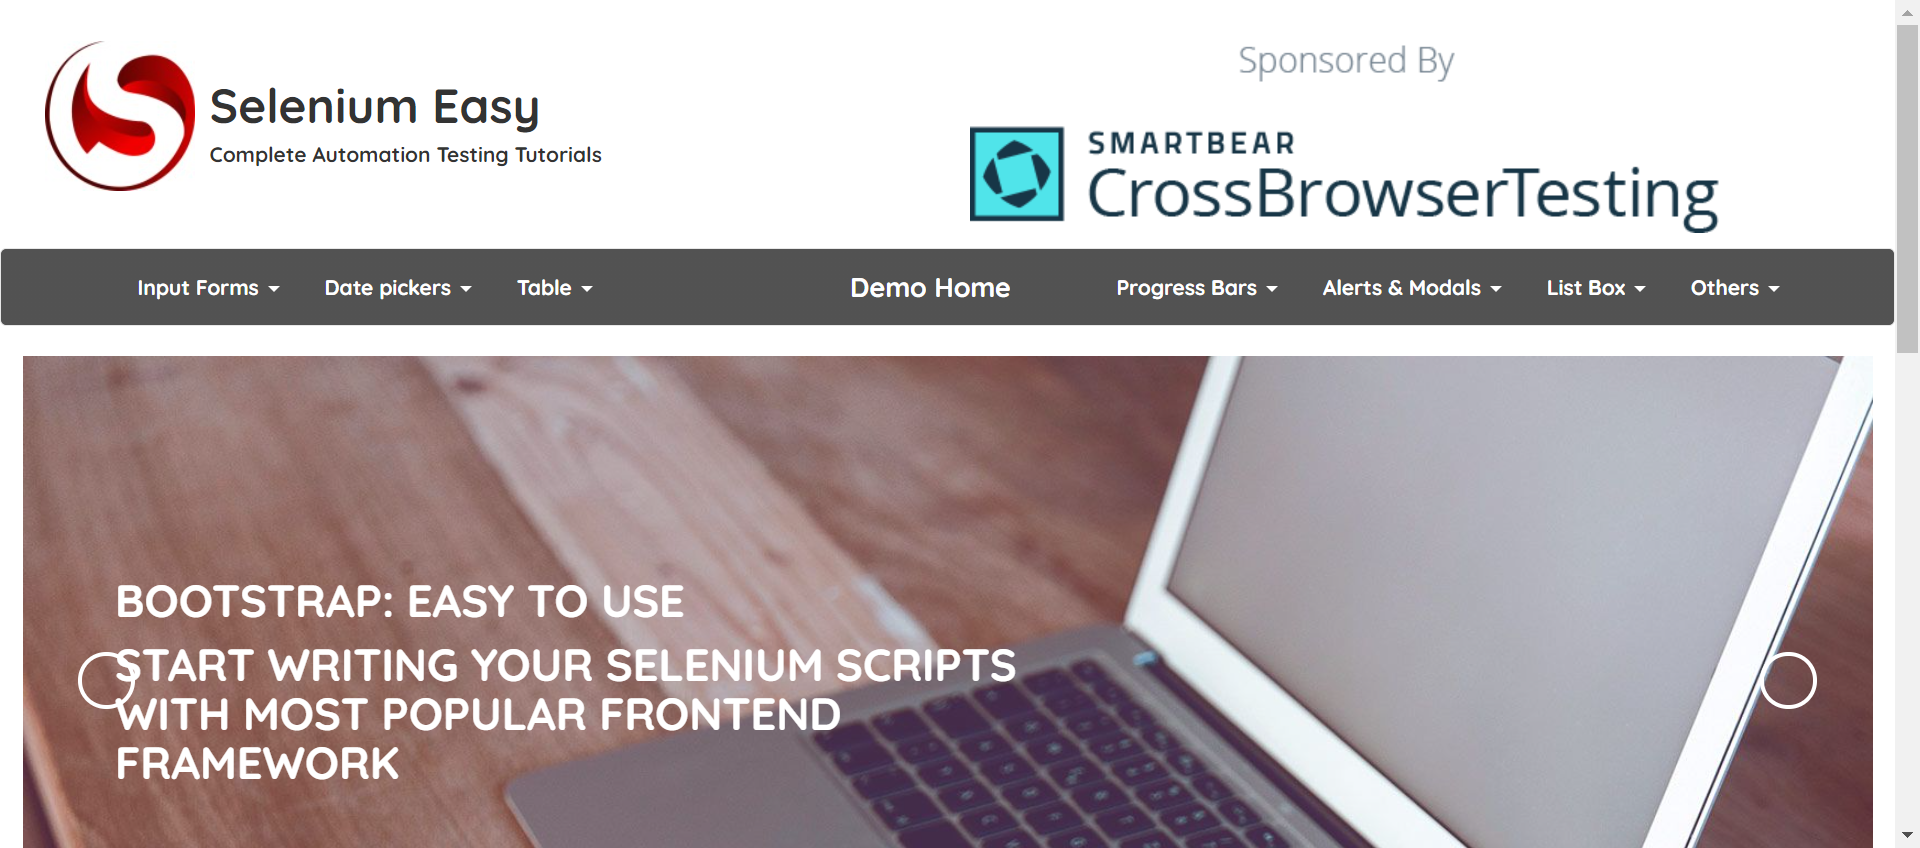 Selenium Easy
Complete Automation Testing Tutorials
Sponsored By
SMARTBEAR
CrossBrowserTesting
Input Forms
Date pickers
Table
Demo Home
Progress Bars
Alerts & Modals
List Box
Others
BOOTSTRAP: EASY TO USE
START WRITING YOUR SELENIUM SCRIPTS
WITH MOST POPULAR FRONTEND
FRAMEWORK